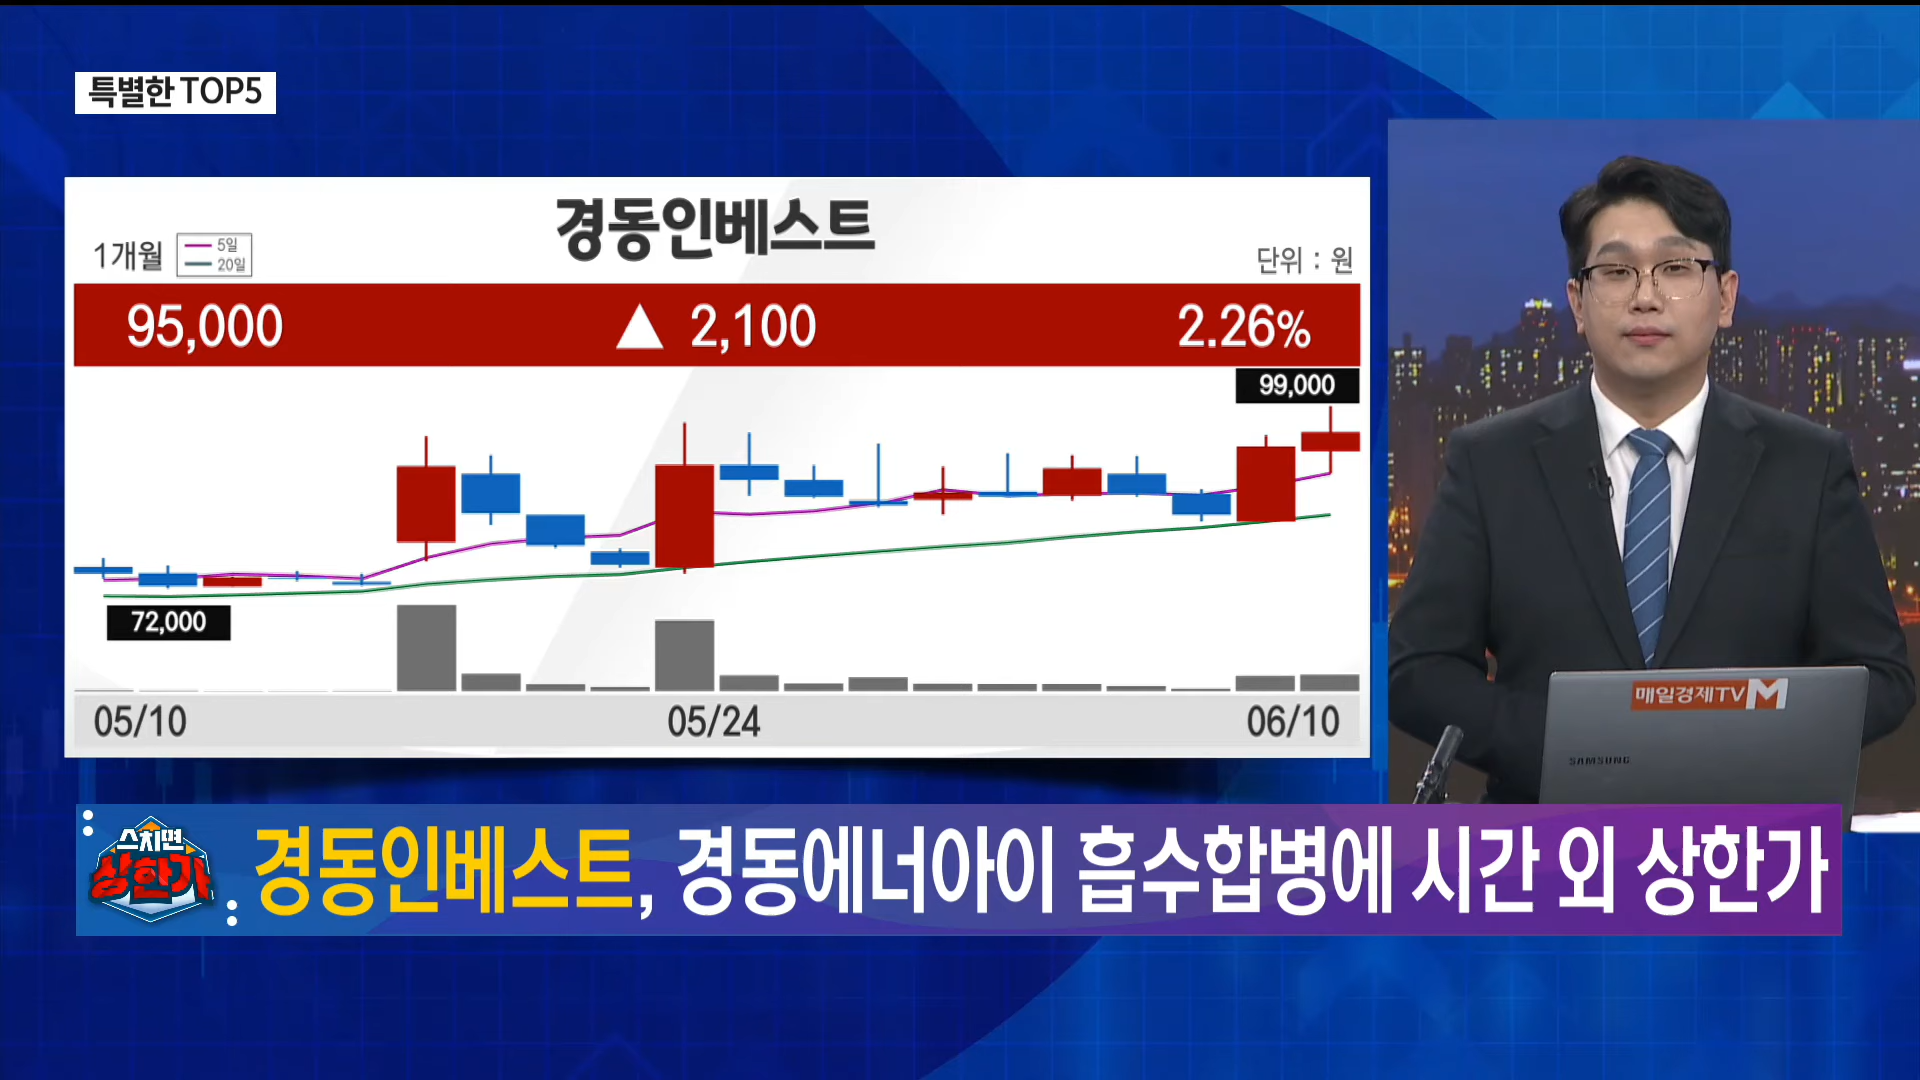 특별한 TOP5
경동인베스트
1개월
5일
20일
단위 : 원
95,000 ▲ 2,100 2.26%
99,000
72,000
05/10 05/24 06/10
매일경제TV M
SAMSUNG
스치면
상한가
경동인베스트, 경동에너아이 흡수합병에 시간 외 상한가